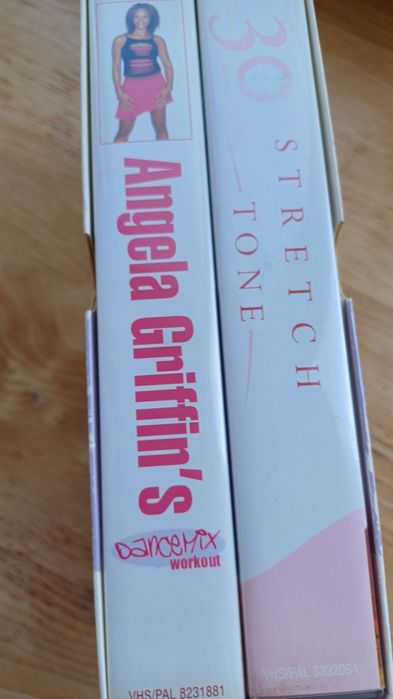 Angela Griffin's
DanceMix
workout
VHS/PAL 8231881
30
STRETCH
TONE
VHS/PAL 8232094